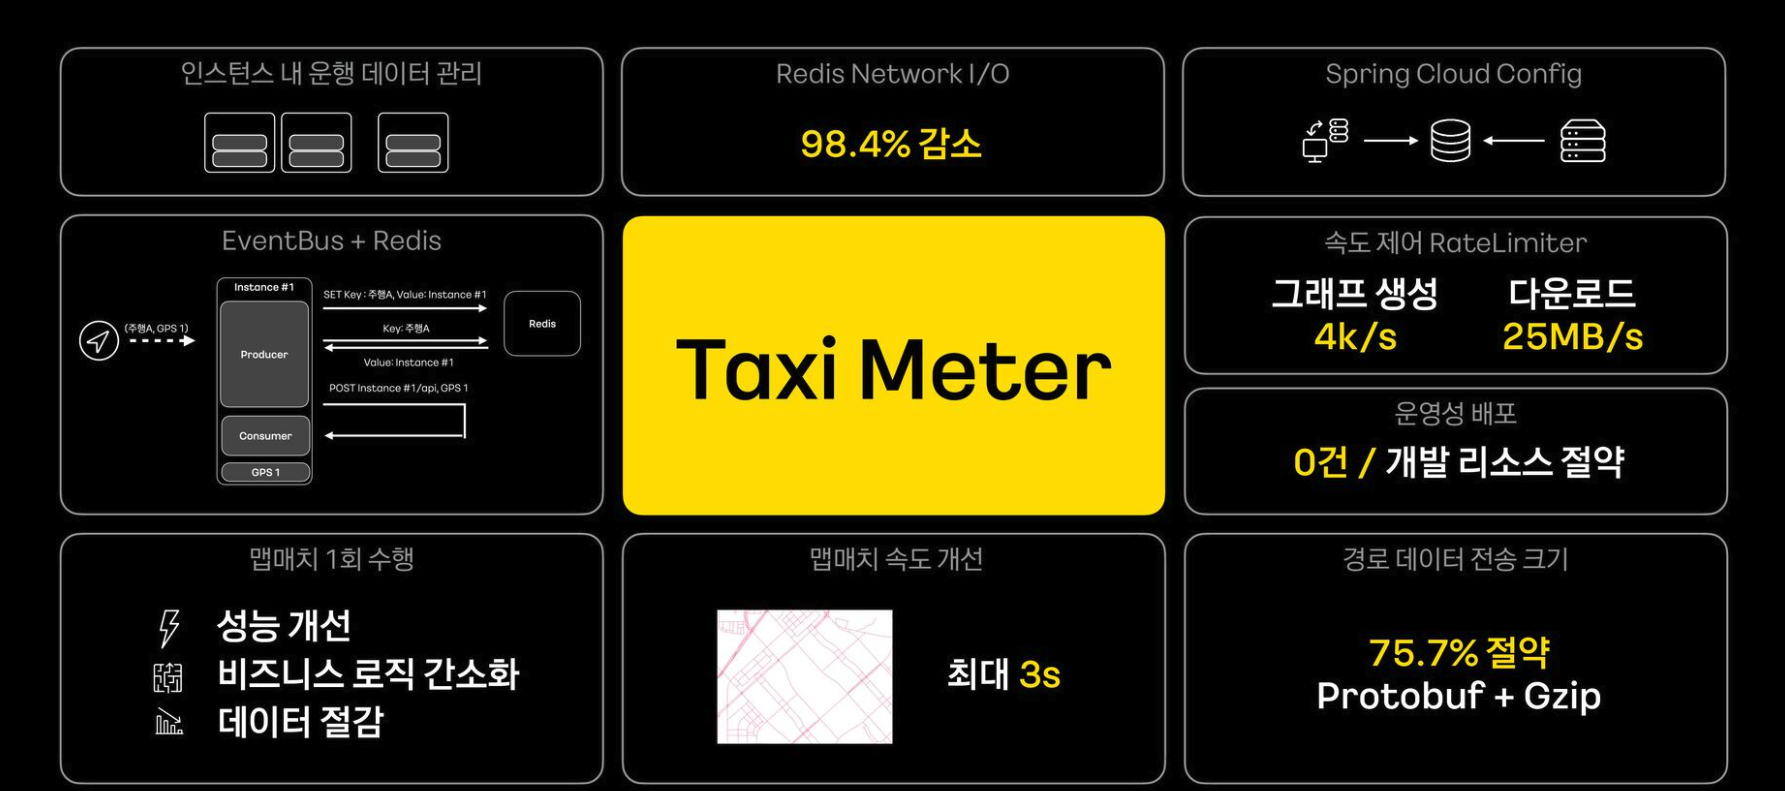 인스턴스 내 운행 데이터 관리
Redis Network I/O
98.4% 감소
Spring Cloud Config
EventBus + Redis
Instance #1
(주행A, GPS 1)
Producer
Consumer
GPS 1
SET Key : 주행A, Value: Instance #1
Key: 주행A
Value: Instance #1
POST Instance #1/api, GPS 1
Redis
Taxi Meter
속도 제어 RateLimiter
그래프 생성
4k/s
다운로드
25MB/s
운영성 배포
0건 / 개발 리소스 절약
맵매치 1회 수행
성능 개선
비즈니스 로직 간소화
데이터 절감
맵매치 속도 개선
최대 3s
경로 데이터 전송 크기
75.7% 절약
Protobuf + Gzip